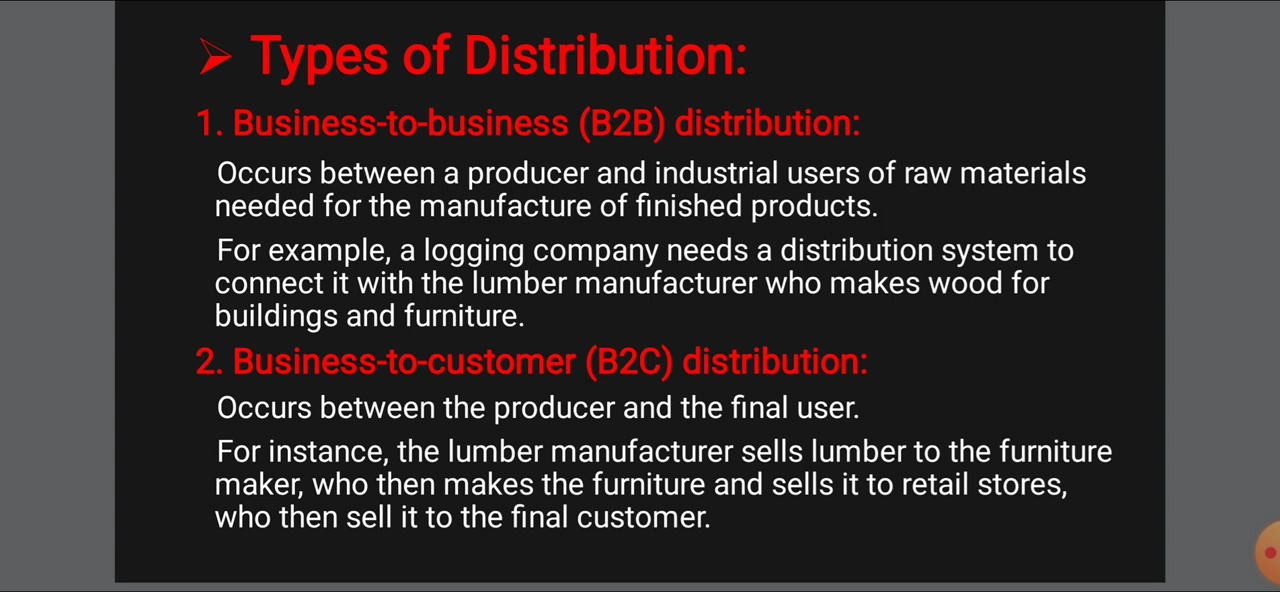 ➢ Types of Distribution:
1. Business-to-business (B2B) distribution:
Occurs between a producer and industrial users of raw materials
needed for the manufacture of finished products.
For example, a logging company needs a distribution system to
connect it with the lumber manufacturer who makes wood for
buildings and furniture.
2. Business-to-customer (B2C) distribution:
Occurs between the producer and the final user.
For instance, the lumber manufacturer sells lumber to the furniture
maker, who then makes the furniture and sells it to retail stores,
who then sell it to the final customer.